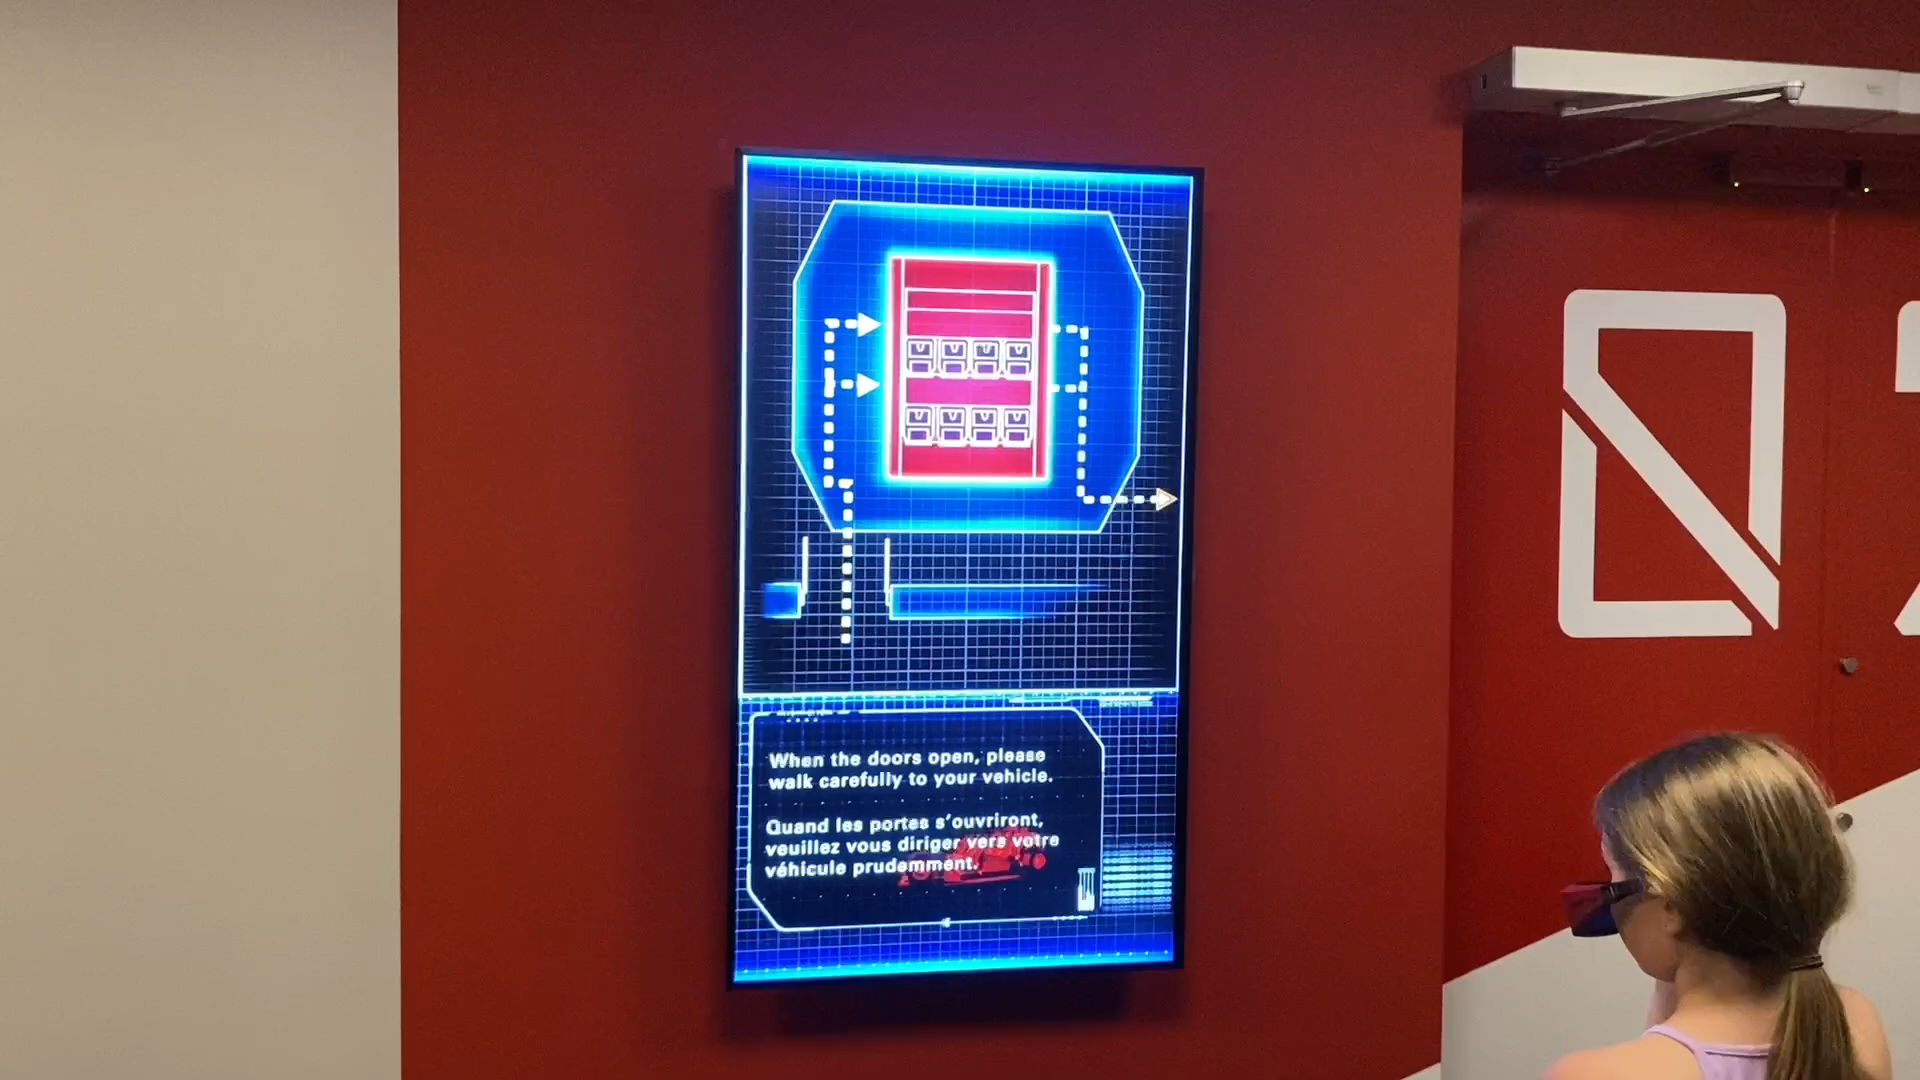 When the doors open, please
walk carefully to your vehicle.
Quand les portes s'ouvriront,
veuillez vous diriger vers votre
véhicule prudemment.
0